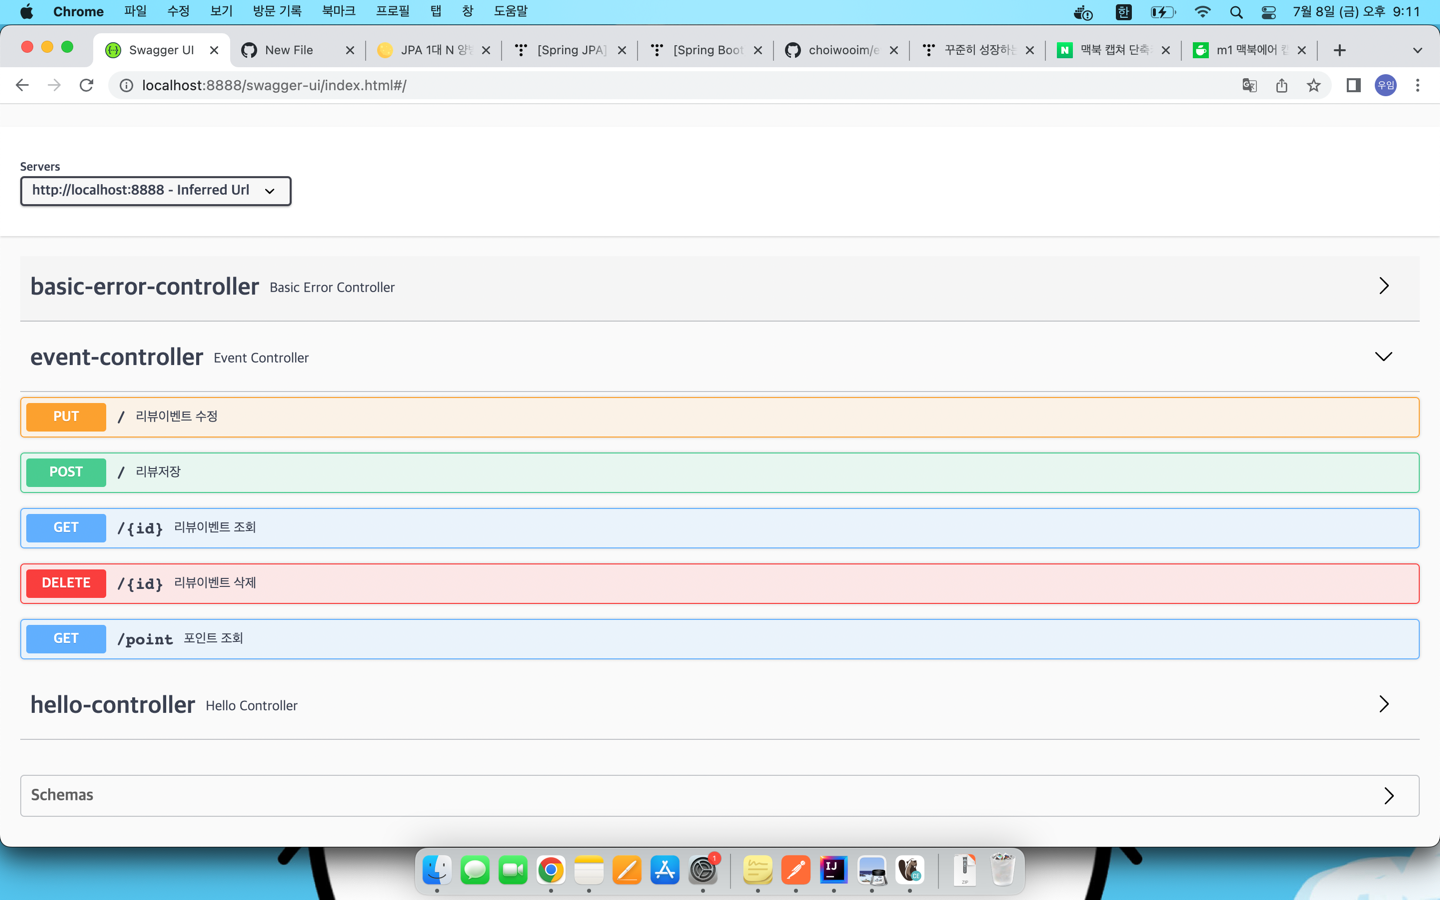 Chrome 파일 수정 보기 방문 기록 북마크 프로필 탭 창 도움말 한 7월 8일 (금) 오후 9:11
Swagger UI New File JPA 1대 N 양 [Spring JPA] [Spring Boot choiwooim/e 꾸준히 성장하는 N 맥북 캡쳐 단축 m1 맥북에어 캡
localhost:8888/swagger-ui/index.html#/ 우임
Servers
http://localhost:8888 - Inferred Url
basic-error-controller Basic Error Controller
event-controller Event Controller
PUT / 리뷰이벤트 수정
POST / 리뷰저장
GET /{id} 리뷰이벤트 조회
DELETE /{id} 리뷰이벤트 삭제
GET /point 포인트 조회
hello-controller Hello Controller
Schemas
1
IJ
ZIP